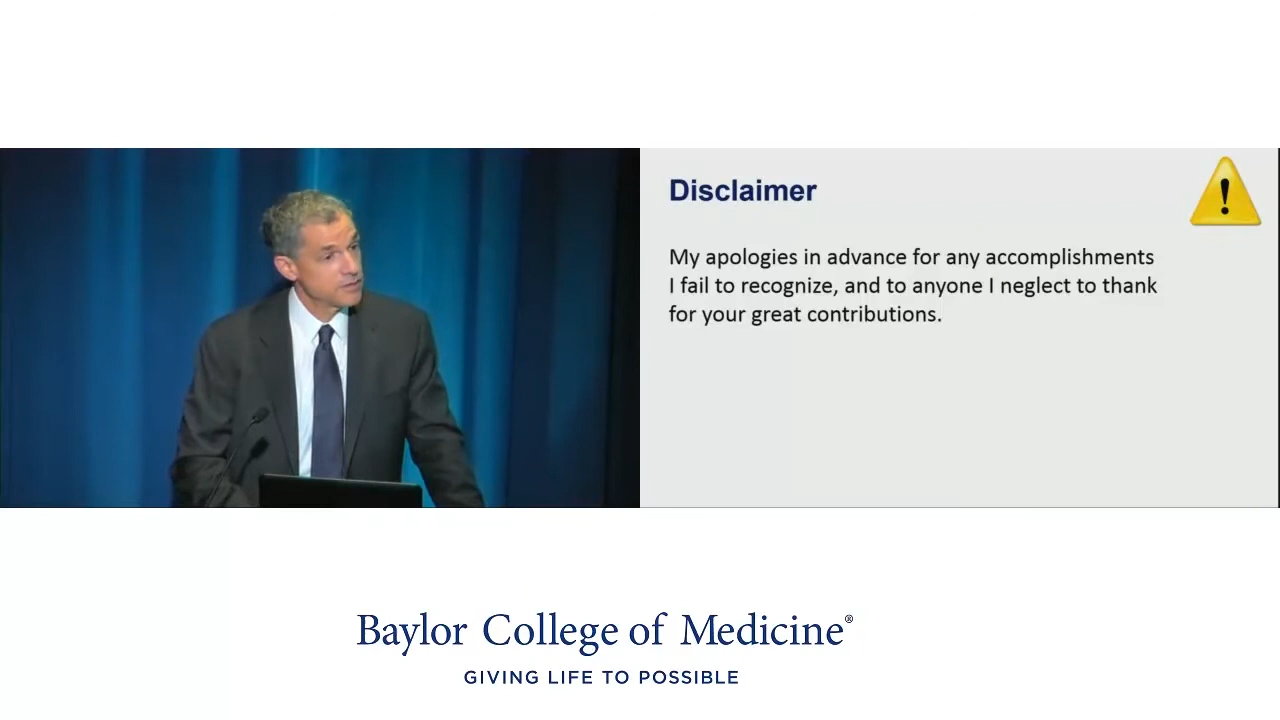 Disclaimer
My apologies in advance for any accomplishments
I fail to recognize, and to anyone I neglect to thank
for your great contributions.
Baylor College of Medicine®
GIVING LIFE TO POSSIBLE